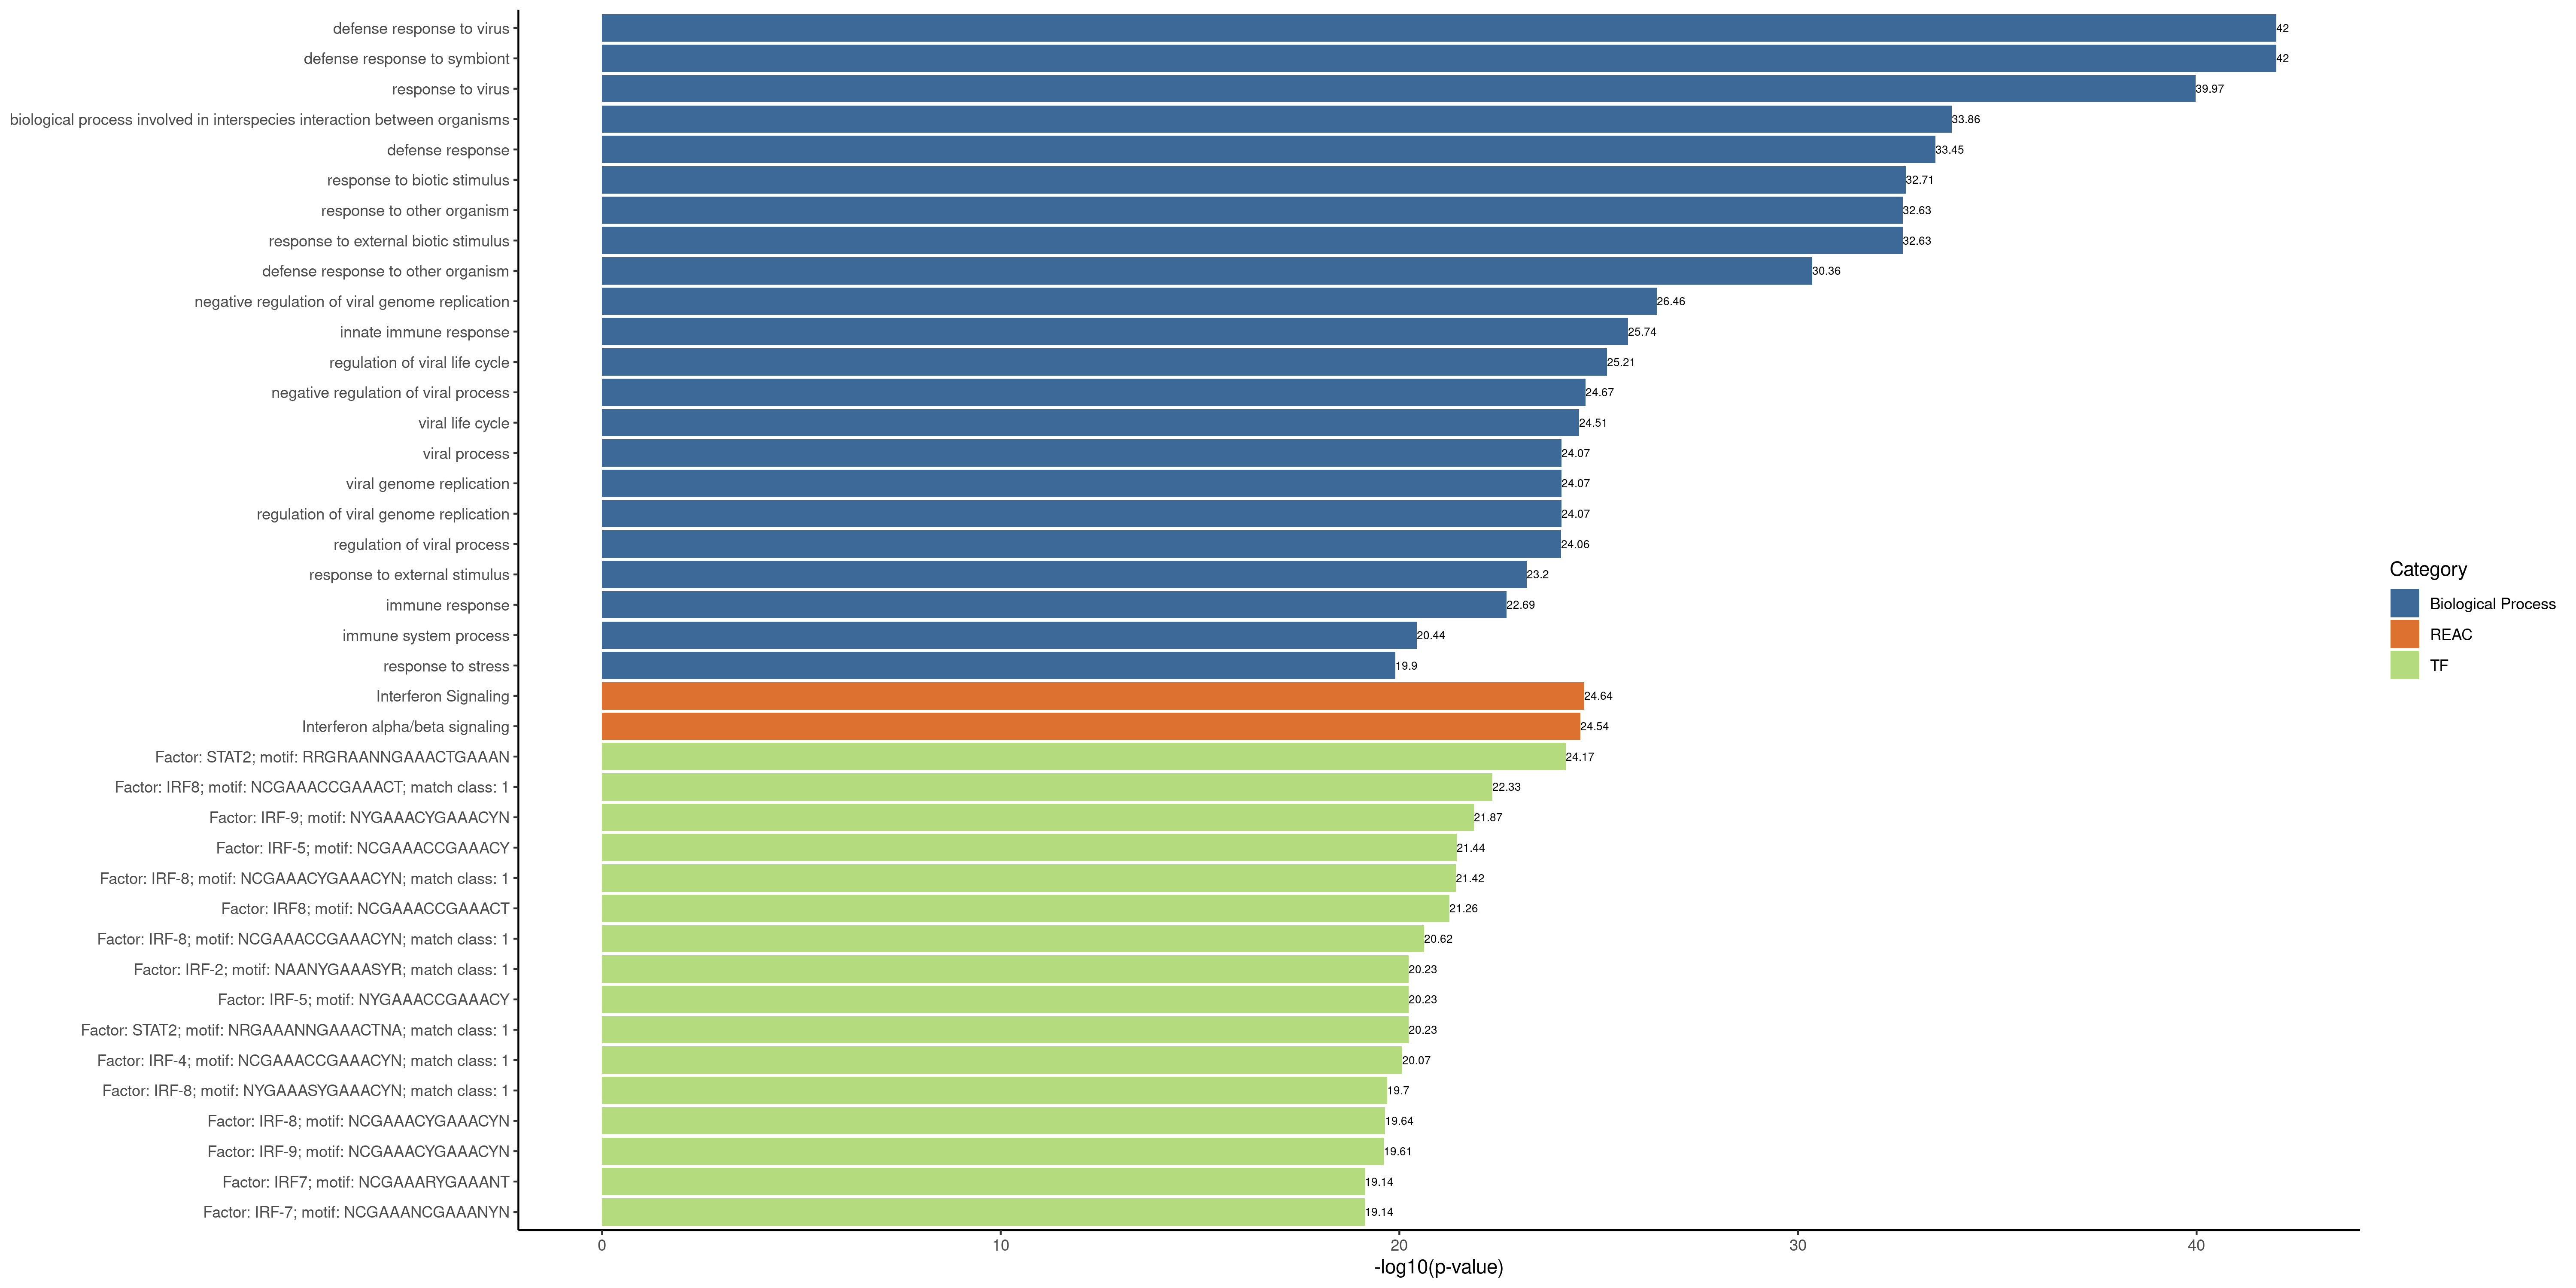 defense response to virus 42
defense response to symbiont 42
response to virus 39.97
biological process involved in interspecies interaction between organisms 33.86
defense response 33.45
response to biotic stimulus 32.71
response to other organism 32.63
response to external biotic stimulus 32.63
defense response to other organism 30.36
negative regulation of viral genome replication 26.46
innate immune response 25.74
regulation of viral life cycle 25.21
negative regulation of viral process 24.67
viral life cycle 24.51
viral process 24.07
viral genome replication 24.07
regulation of viral genome replication 24.07
regulation of viral process 24.06
response to external stimulus 23.2
immune response 22.69
immune system process 20.44
response to stress 19.9
Interferon Signaling 24.64
Interferon alpha/beta signaling 24.54
Factor: STAT2; motif: RRGRAANNGAAACTGAAAN 24.17
Factor: IRF8; motif: NCGAAACCGAAACT; match class: 1 22.33
Factor: IRF-9; motif: NYGAAACYGAAACYN 21.87
Factor: IRF-5; motif: NCGAAACCGAAACY 21.44
Factor: IRF-8; motif: NCGAAACYGAAACYN; match class: 1 21.42
Factor: IRF8; motif: NCGAAACCGAAACT 21.26
Factor: IRF-8; motif: NCGAAACCGAAACYN; match class: 1 20.62
Factor: IRF-2; motif: NAANYGAAASYR; match class: 1 20.23
Factor: IRF-5; motif: NYGAAACCGAAACY 20.23
Factor: STAT2; motif: NRGAAANNGAAACTNA; match class: 1 20.23
Factor: IRF-4; motif: NCGAAACCGAAACYN; match class: 1 20.07
Factor: IRF-8; motif: NYGAAASYGAAACYN; match class: 1 19.7
Factor: IRF-8; motif: NCGAAACYGAAACYN 19.64
Factor: IRF-9; motif: NCGAAACYGAAACYN 19.61
Factor: IRF7; motif: NCGAAARYGAAANT 19.14
Factor: IRF-7; motif: NCGAAANCGAAANYN 19.14
0 10 20 30 40
-log10(p-value)
Category
Biological Process
REAC
TF